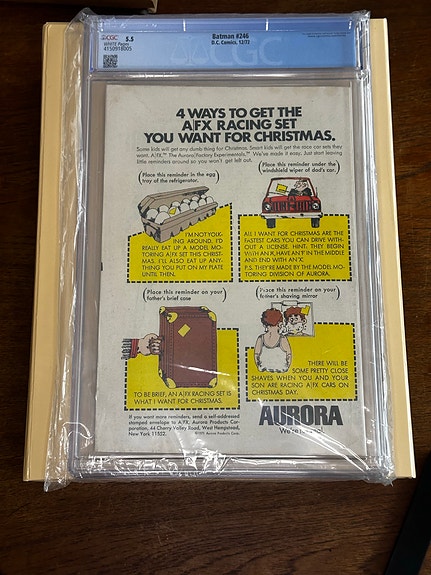 CGC
5.5
WHITE Pages
4150918005
Batman #246
D.C. Comics, 12/72
4 WAYS TO GET THE
A/FX RACING SET
YOU WANT FOR CHRISTMAS.
Some kids will get any dumb thing for Christmas. Smart kids will get the race car sets they
want. A/FX.™ The Aurora Factory Experimentals.™ We've made it easy. Just start leaving
little reminders around so you won't get left out.
Place this reminder in the egg
tray of the refrigerator.
I'M NOT YOLK-
ING AROUND. I'D
REALLY EAT UP A MODEL MO-
TORING A/FX SET THIS CHRIST-
MAS. I'LL ALSO EAT UP ANY-
THING YOU PUT ON MY PLATE
UNTIL THEN.
Place this reminder under the
windshield wiper of dad's car.
ALL I WANT FOR CHRISTMAS ARE THE
FASTEST CARS YOU CAN DRIVE WITH-
OUT A LICENSE. HINT: THEY BEGIN
WITH AN X, HAVE AN F IN THE MIDDLE
AND END WITH AN X.
P.S. THEY'RE MADE BY THE MODEL MO-
TORING DIVISION OF AURORA.
Place this reminder on your
father's brief case
TO BE BRIEF, AN A/FX RACING SET IS
WHAT I WANT FOR CHRISTMAS.
Place this reminder on your
father's shaving mirror
THERE WILL BE
SOME PRETTY CLOSE
SHAVES WHEN YOU AND YOUR
SON ARE RACING A/FX CARS ON
CHRISTMAS DAY.
If you want more reminders, send a self-addressed
stamped envelope to A/FX, Aurora Products Cor-
poration, 44 Cherry Valley Road, West Hempstead,
New York 11552.
Aurora Products Corp.
AURORA